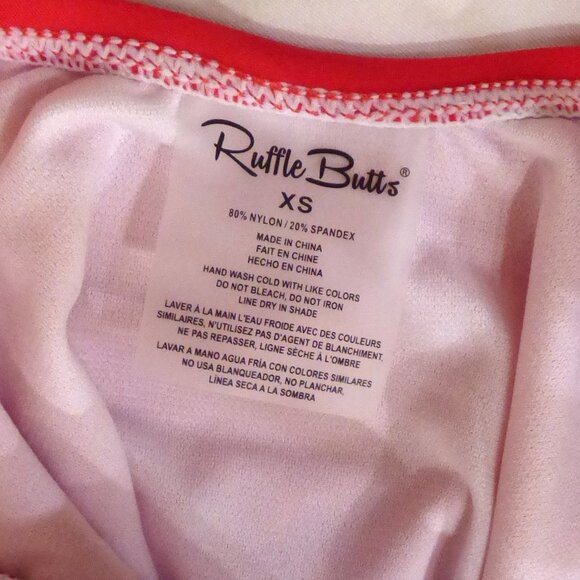 Ruffle Butts®
XS
80% NYLON / 20% SPANDEX
MADE IN CHINA
FAIT EN CHINE
HECHO EN CHINA
HAND WASH COLD WITH LIKE COLORS
DO NOT BLEACH, DO NOT IRON
LINE DRY IN SHADE
LAVER À LA MAIN L'EAU FROIDE AVEC DES COULEURS
SIMILAIRES, N'UTILISEZ PAS D'AGENT DE BLANCHIMENT,
NE PAS REPASSER, LIGNE SÈCHE À L'OMBRE
LAVAR A MANO AGUA FRÍA CON COLORES SIMILARES
NO USA BLANQUEADOR, NO PLANCHAR,
LÍNEA SECA A LA SOMBRA